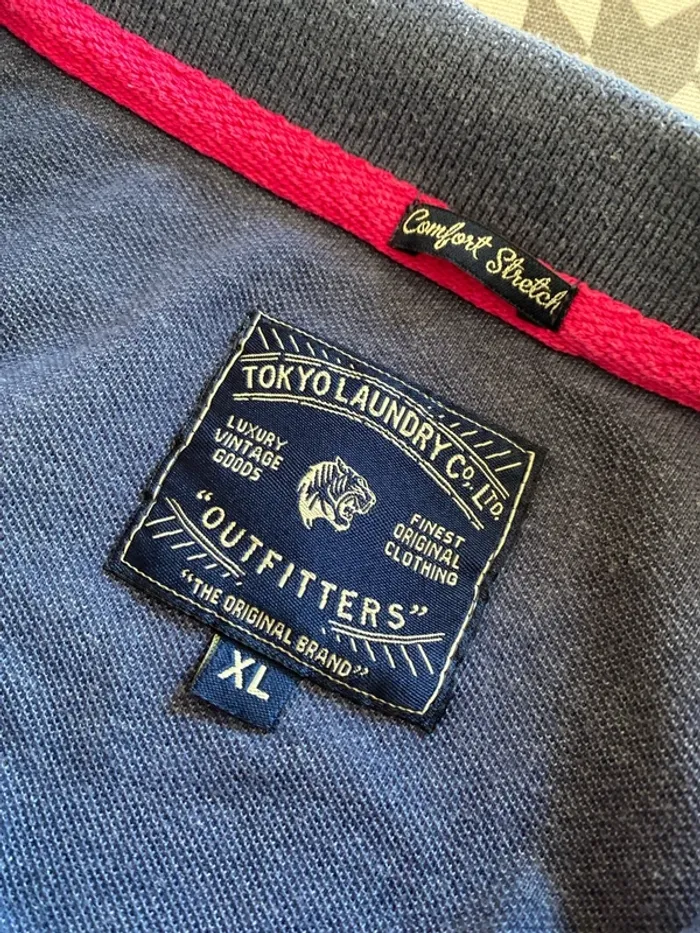 Comfort Stretch
TOKYO LAUNDRY CO. LTD.
LUXURY
VINTAGE
GOODS
FINEST
ORIGINAL
CLOTHING
"OUTFITTERS"
"THE ORIGINAL BRAND"
XL